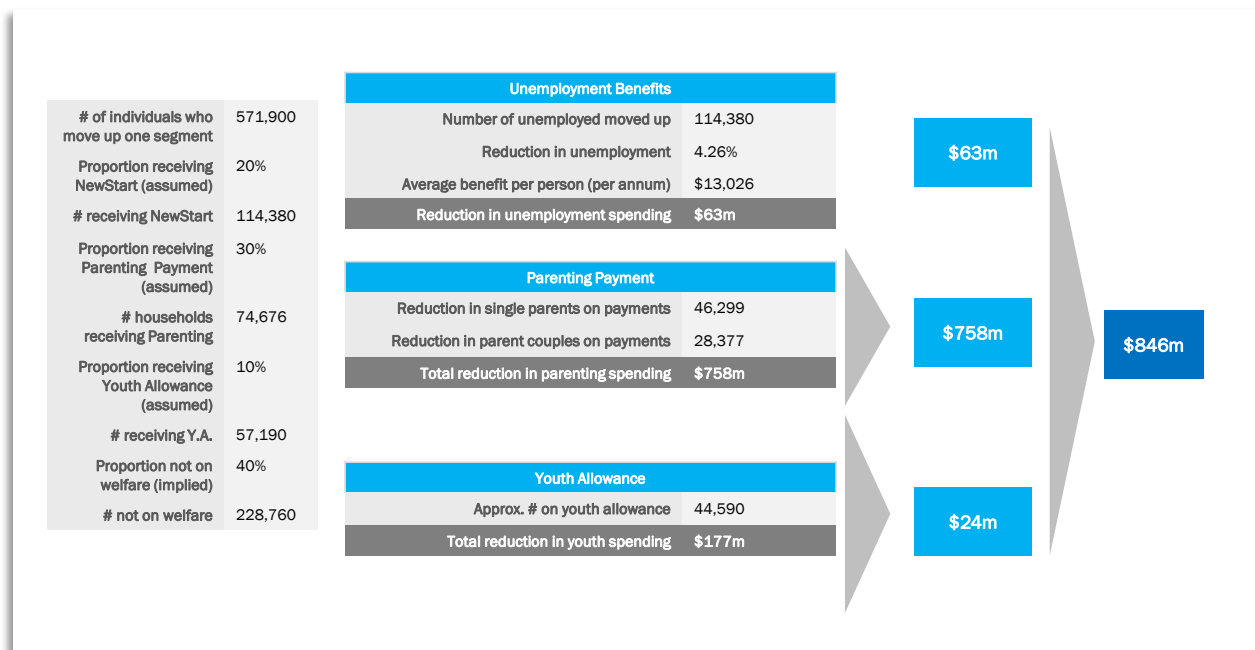 # of individuals who
move up one segment
571,900
Proportion receiving
NewStart (assumed)
20%
# receiving NewStart
114,380
Proportion receiving
Parenting Payment
(assumed)
30%
# households
receiving Parenting
74,676
Proportion receiving
Youth Allowance
(assumed)
10%
# receiving Y.A.
57,190
Proportion not on
welfare (implied)
40%
# not on welfare
228,760
Unemployment Benefits
Number of unemployed moved up
114,380
Reduction in unemployment
4.26%
Average benefit per person (per annum)
$13,026
Reduction in unemployment spending
$63m
Parenting Payment
Reduction in single parents on payments
46,299
Reduction in parent couples on payments
28,377
Total reduction in parenting spending
$758m
Youth Allowance
Approx. # on youth allowance
44,590
Total reduction in youth spending
$177m
$63m
$758m
$24m
$846m